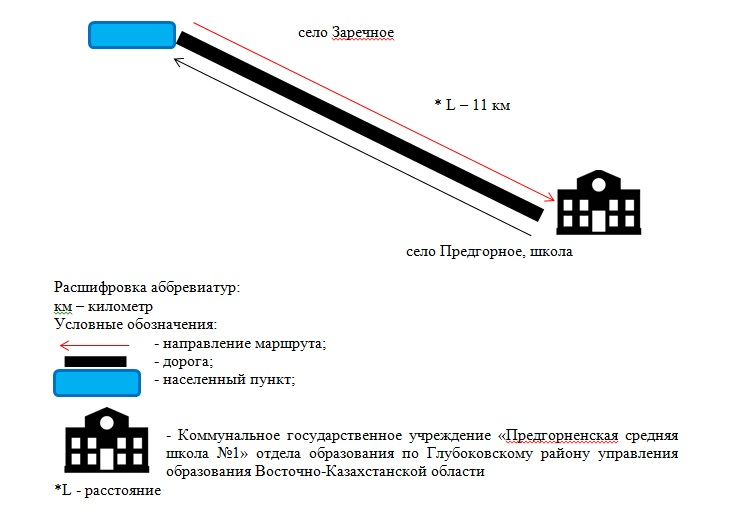 село Заречное
* L – 11 км
село Предгорное, школа
Расшифровка аббревиатур:
км – километр
Условные обозначения:
- направление маршрута;
- дорога;
- населенный пункт;
- Коммунальное государственное учреждение «Предгорненская средняя
школа №1» отдела образования по Глубоковскому району управления
образования Восточно-Казахстанской области
*L - расстояние